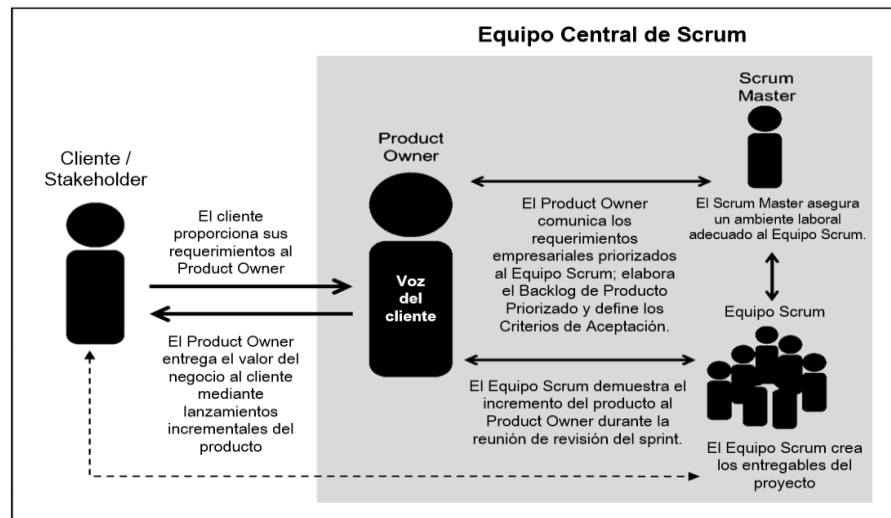 Equipo Central de Scrum
Cliente /
Stakeholder
El cliente
proporciona sus
requerimientos al
Product Owner
El Product Owner
entrega el valor del
negocio al cliente
mediante
lanzamientos
incrementales del
producto
Product
Owner
Voz
del
cliente
El Product Owner
comunica los
requerimientos
empresariales priorizados
al Equipo Scrum; elabora
el Backlog de Producto
Priorizado y define los
Criterios de Aceptación.
El Equipo Scrum demuestra el
incremento del producto al
Product Owner durante la
reunión de revisión del sprint.
Scrum
Master
El Scrum Master asegura
un ambiente laboral
adecuado al Equipo Scrum.
Equipo Scrum
El Equipo Scrum crea
los entregables del
proyecto